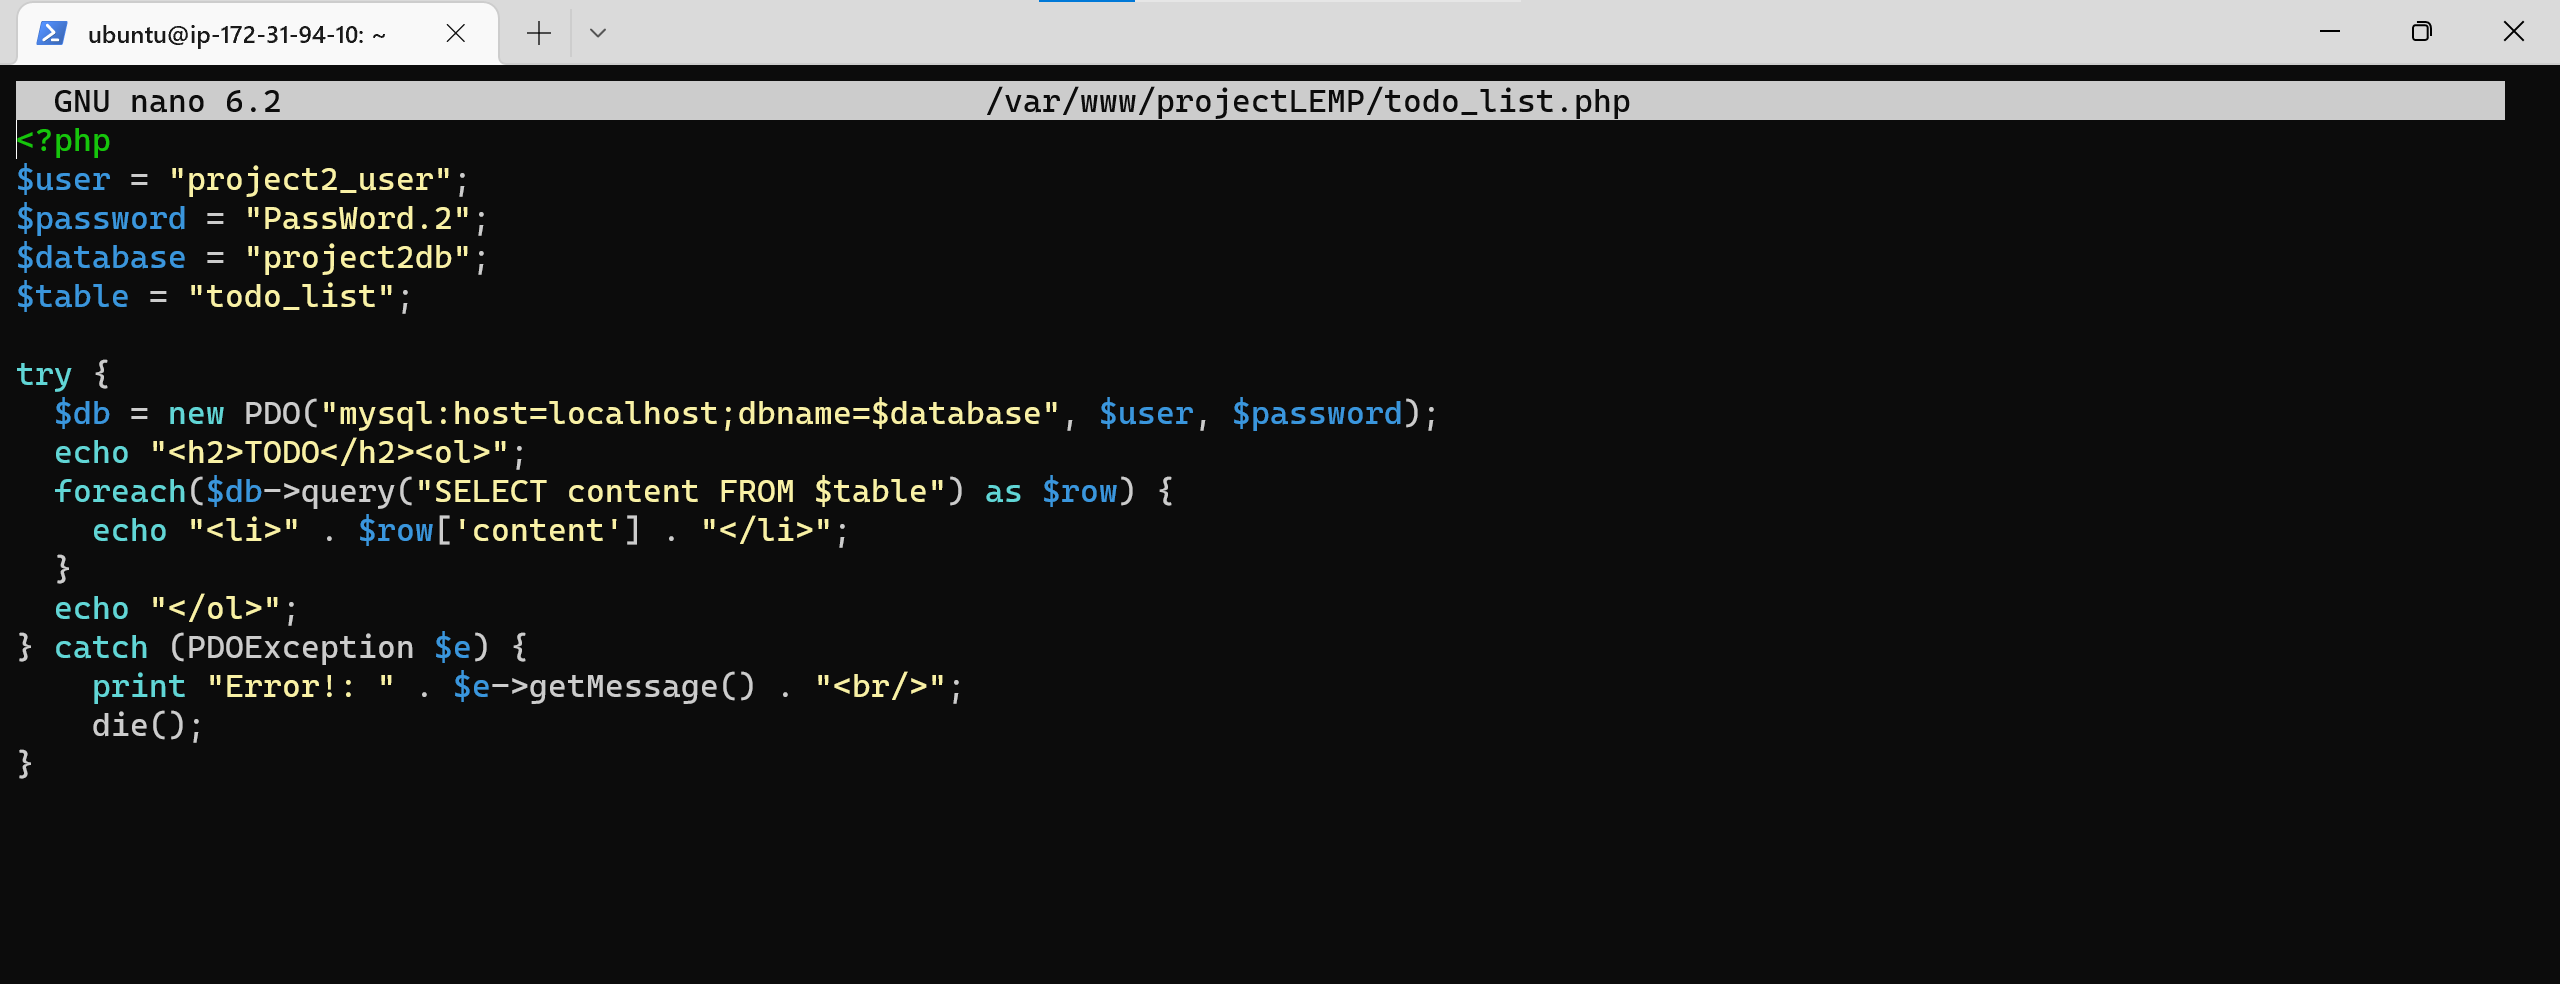 ubuntu@ip-172-31-94-10: ~
GNU nano 6.2 /var/www/projectLEMP/todo_list.php
<?php
$user = "project2_user";
$password = "PassWord.2";
$database = "project2db";
$table = "todo_list";

try {
  $db = new PDO("mysql:host=localhost;dbname=$database", $user, $password);
  echo "<h2>TODO</h2><ol>";
  foreach($db->query("SELECT content FROM $table") as $row) {
    echo "<li>" . $row['content'] . "</li>";
  }
  echo "</ol>";
} catch (PDOException $e) {
    print "Error!: " . $e->getMessage() . "<br/>";
    die();
}